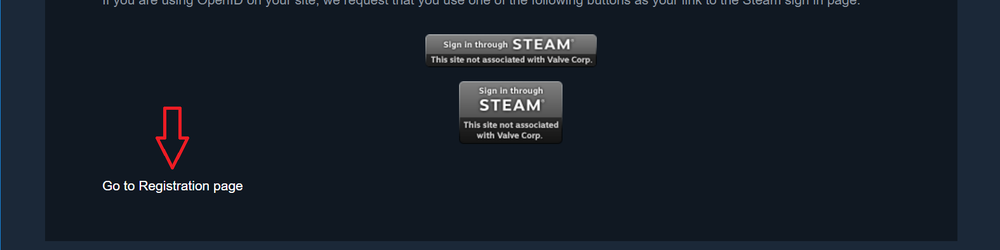 If you are using OpenID on your site, we request that you use one of the following buttons as your link to the Steam sign in page.
Sign in through STEAM®
This site not associated with Valve Corp.
Sign in through
STEAM®
This site not associated
with Valve Corp.
Go to Registration page